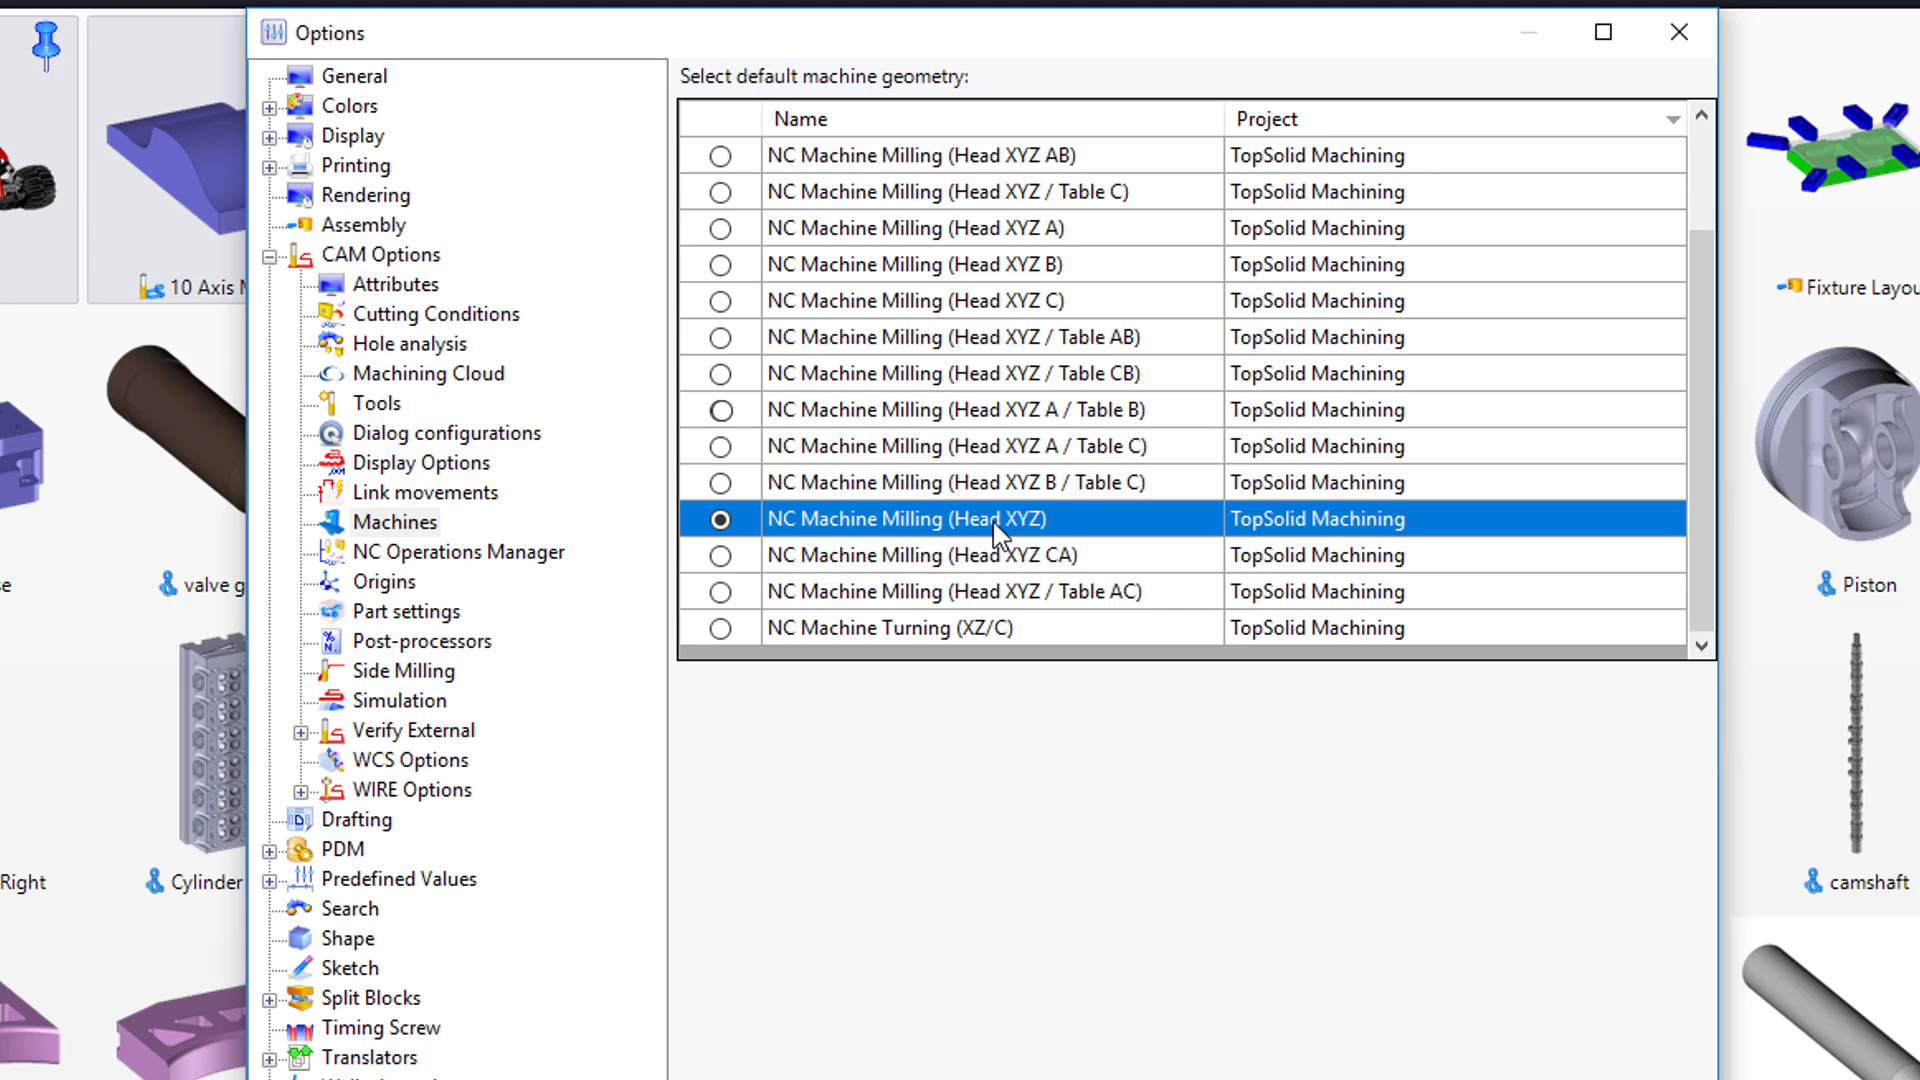 Options
General
Colors
Display
Printing
Rendering
Assembly
CAM Options
Attributes
Cutting Conditions
Hole analysis
Machining Cloud
Tools
Dialog configurations
Display Options
Link movements
Machines
NC Operations Manager
Origins
Part settings
Post-processors
Side Milling
Simulation
Verify External
WCS Options
WIRE Options
Drafting
PDM
Predefined Values
Search
Shape
Sketch
Split Blocks
Timing Screw
Translators
Select default machine geometry:
Name Project
NC Machine Milling (Head XYZ AB) TopSolid Machining
NC Machine Milling (Head XYZ / Table C) TopSolid Machining
NC Machine Milling (Head XYZ A) TopSolid Machining
NC Machine Milling (Head XYZ B) TopSolid Machining
NC Machine Milling (Head XYZ C) TopSolid Machining
NC Machine Milling (Head XYZ / Table AB) TopSolid Machining
NC Machine Milling (Head XYZ / Table CB) TopSolid Machining
NC Machine Milling (Head XYZ A / Table B) TopSolid Machining
NC Machine Milling (Head XYZ A / Table C) TopSolid Machining
NC Machine Milling (Head XYZ B / Table C) TopSolid Machining
NC Machine Milling (Head XYZ) TopSolid Machining
NC Machine Milling (Head XYZ CA) TopSolid Machining
NC Machine Milling (Head XYZ / Table AC) TopSolid Machining
NC Machine Turning (XZ/C) TopSolid Machining
10 Axis
valve
Right
Cylinder
Fixture
Piston
camshaft